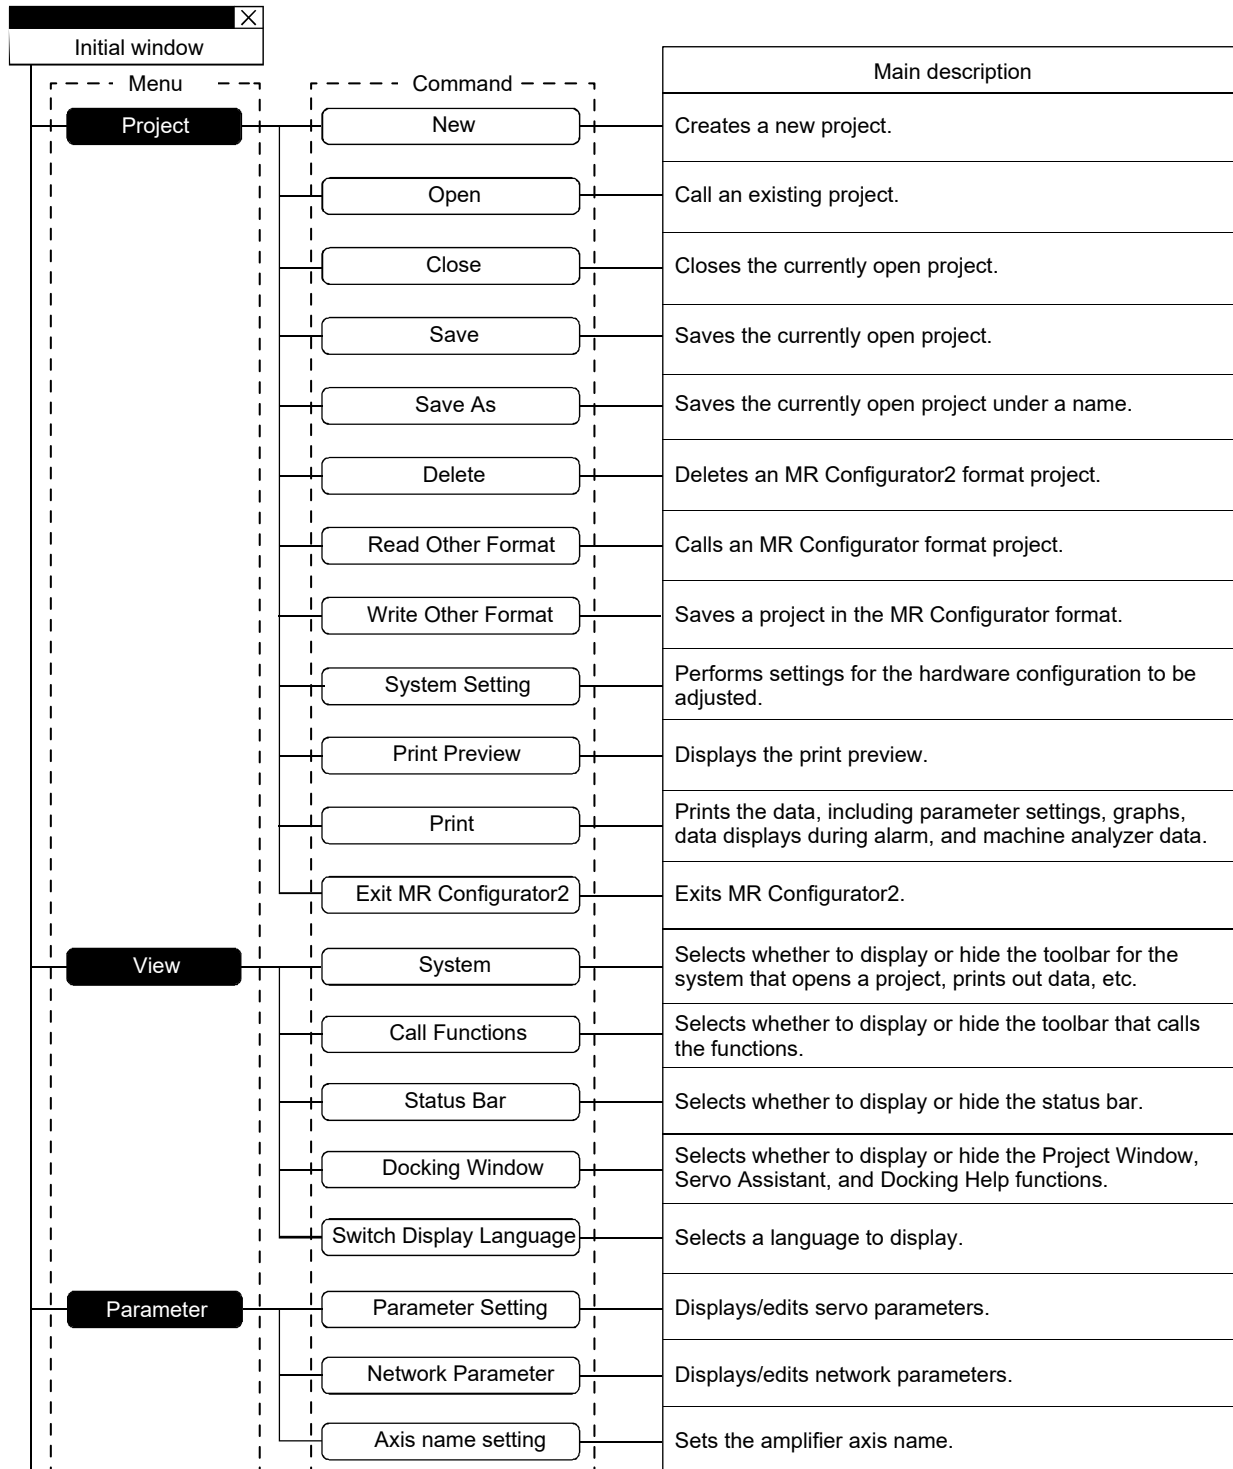 Initial window
Menu
Command
Main description
Project
New
Creates a new project.
Open
Call an existing project.
Close
Closes the currently open project.
Save
Saves the currently open project.
Save As
Saves the currently open project under a name.
Delete
Deletes an MR Configurator2 format project.
Read Other Format
Calls an MR Configurator format project.
Write Other Format
Saves a project in the MR Configurator format.
System Setting
Performs settings for the hardware configuration to be
adjusted.
Print Preview
Displays the print preview.
Print
Prints the data, including parameter settings, graphs,
data displays during alarm, and machine analyzer data.
Exit MR Configurator2
Exits MR Configurator2.
View
System
Selects whether to display or hide the toolbar for the
system that opens a project, prints out data, etc.
Call Functions
Selects whether to display or hide the toolbar that calls
the functions.
Status Bar
Selects whether to display or hide the status bar.
Docking Window
Selects whether to display or hide the Project Window,
Servo Assistant, and Docking Help functions.
Switch Display Language
Selects a language to display.
Parameter
Parameter Setting
Displays/edits servo parameters.
Network Parameter
Displays/edits network parameters.
Axis name setting
Sets the amplifier axis name.